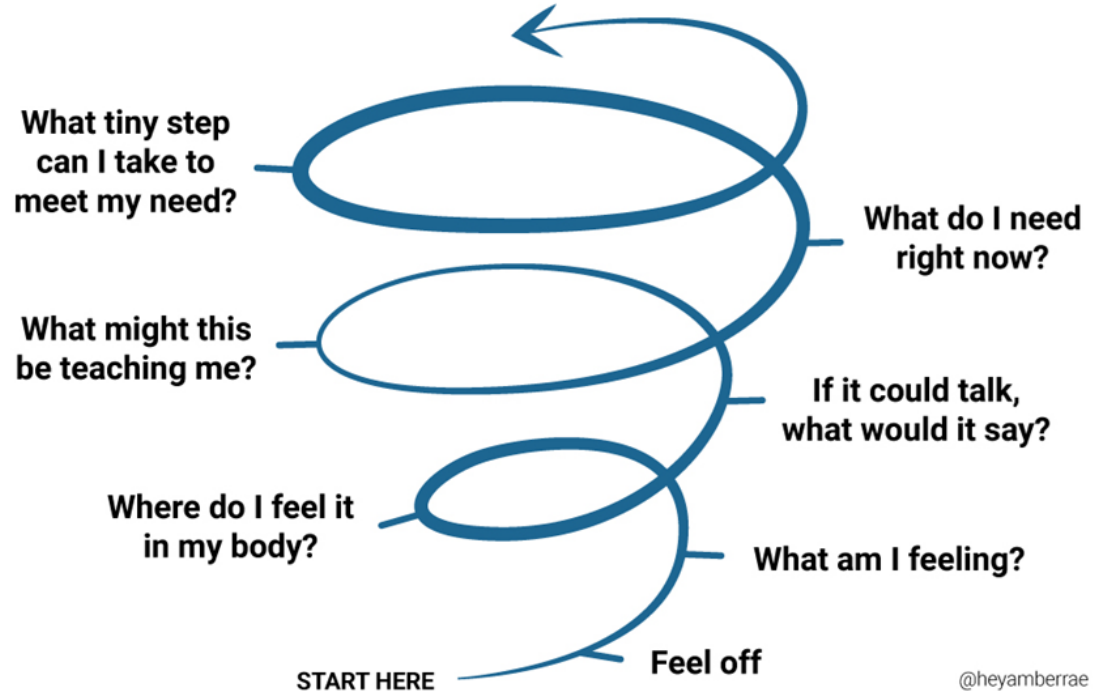 What tiny step
can I take to
meet my need?
What do I need
right now?
What might this
be teaching me?
If it could talk,
what would it say?
Where do I feel it
in my body?
What am I feeling?
Feel off
START HERE
@heyamberrae